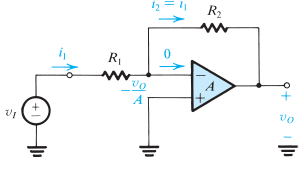 i₂ = i₁
R₂
i₁
R₁
0
−v_O/A
−
A
+
+
v_O
−
v_I
+
−